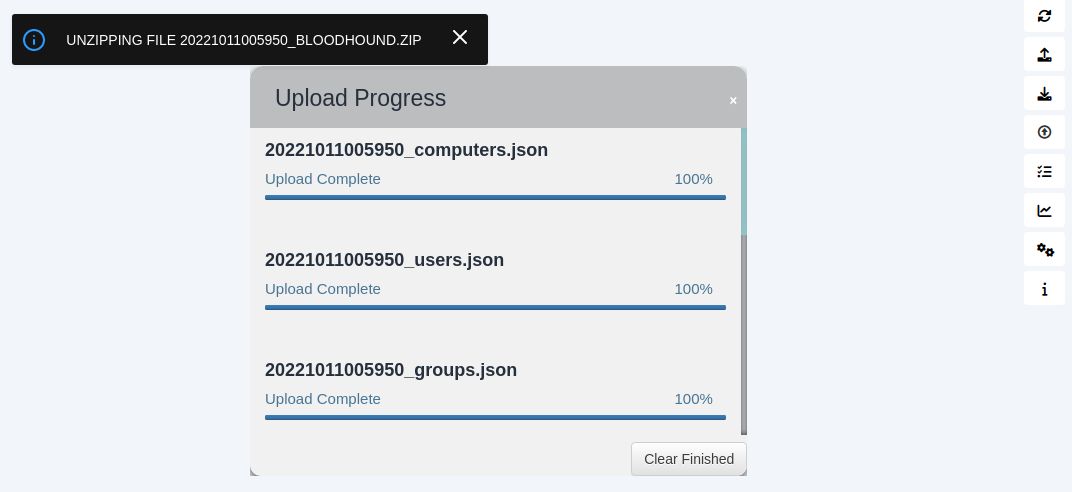 UNZIPPING FILE 20221011005950_BLOODHOUND.ZIP
Upload Progress
×
20221011005950_computers.json
Upload Complete 100%
20221011005950_users.json
Upload Complete 100%
20221011005950_groups.json
Upload Complete 100%
Clear Finished